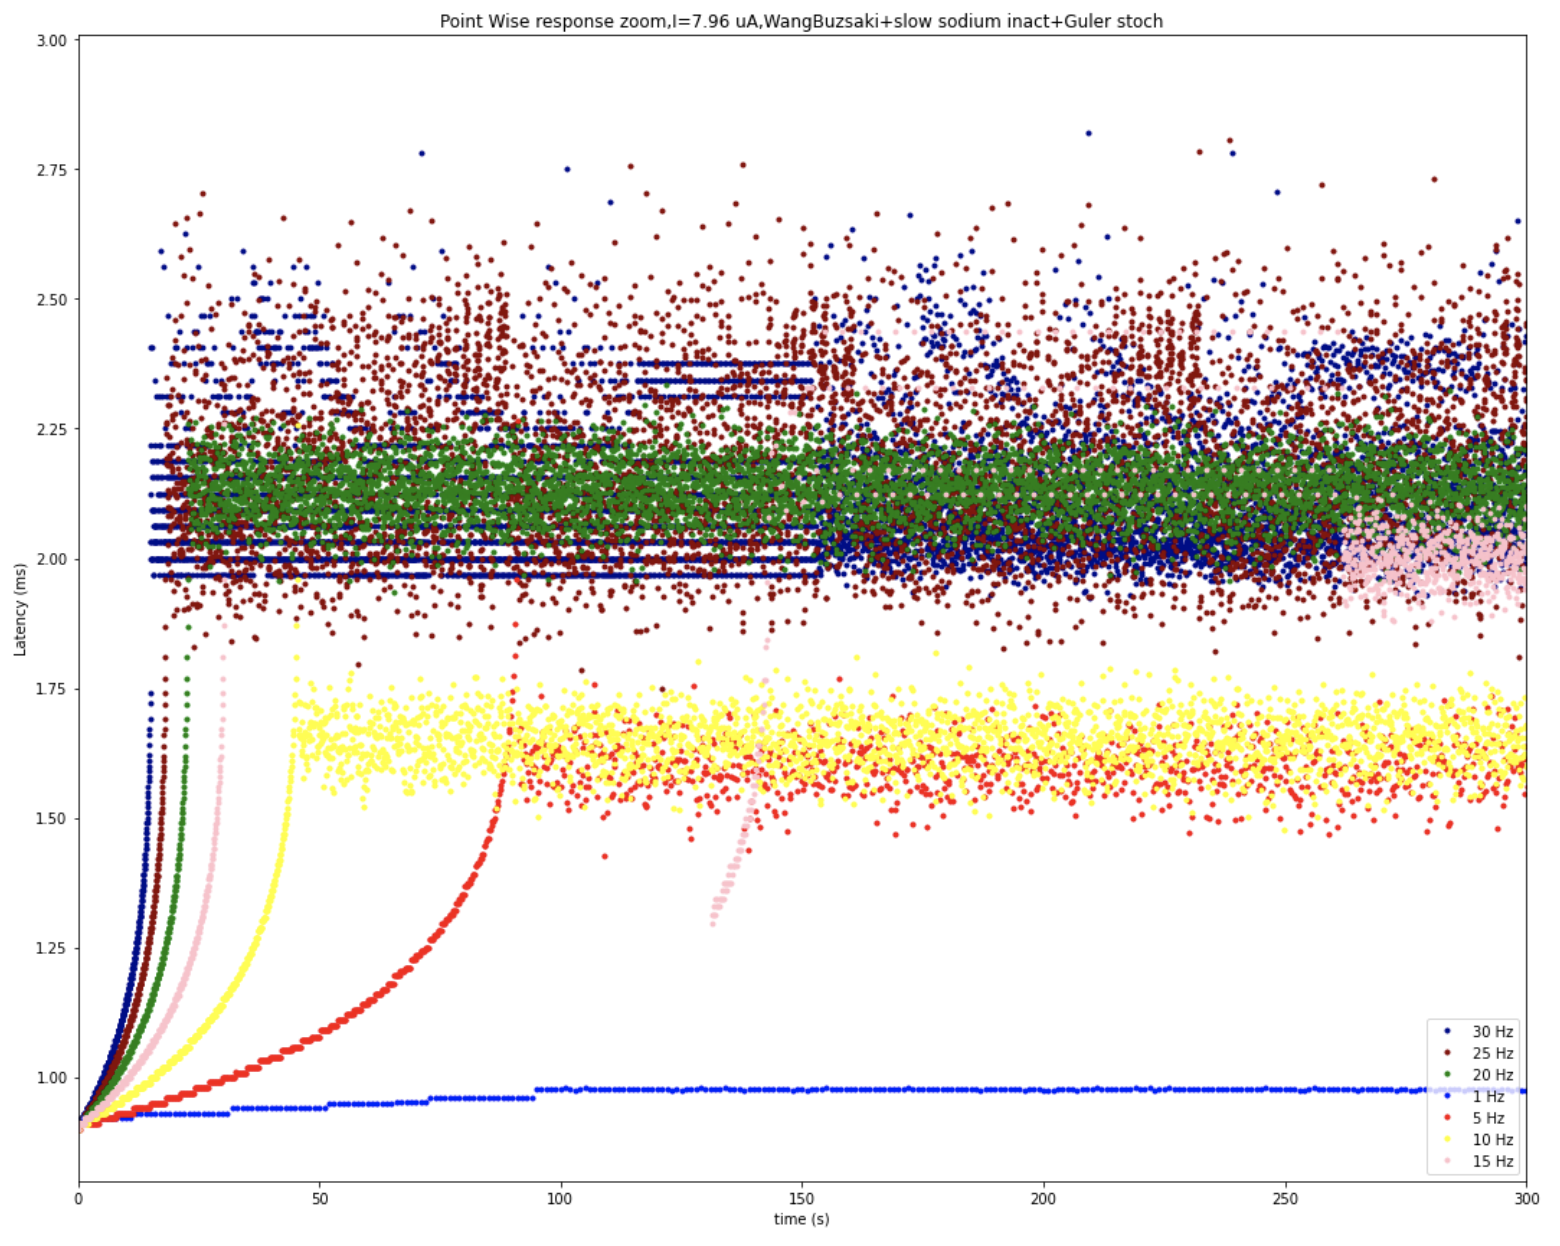 Point Wise response zoom,I=7.96 uA,WangBuzsaki+slow sodium inact+Guler stoch
3.00
2.75
2.50
2.25
2.00
1.75
1.50
1.25
1.00
Latency (ms)
0
50
100
150
200
250
300
time (s)
30 Hz
25 Hz
20 Hz
1 Hz
5 Hz
10 Hz
15 Hz